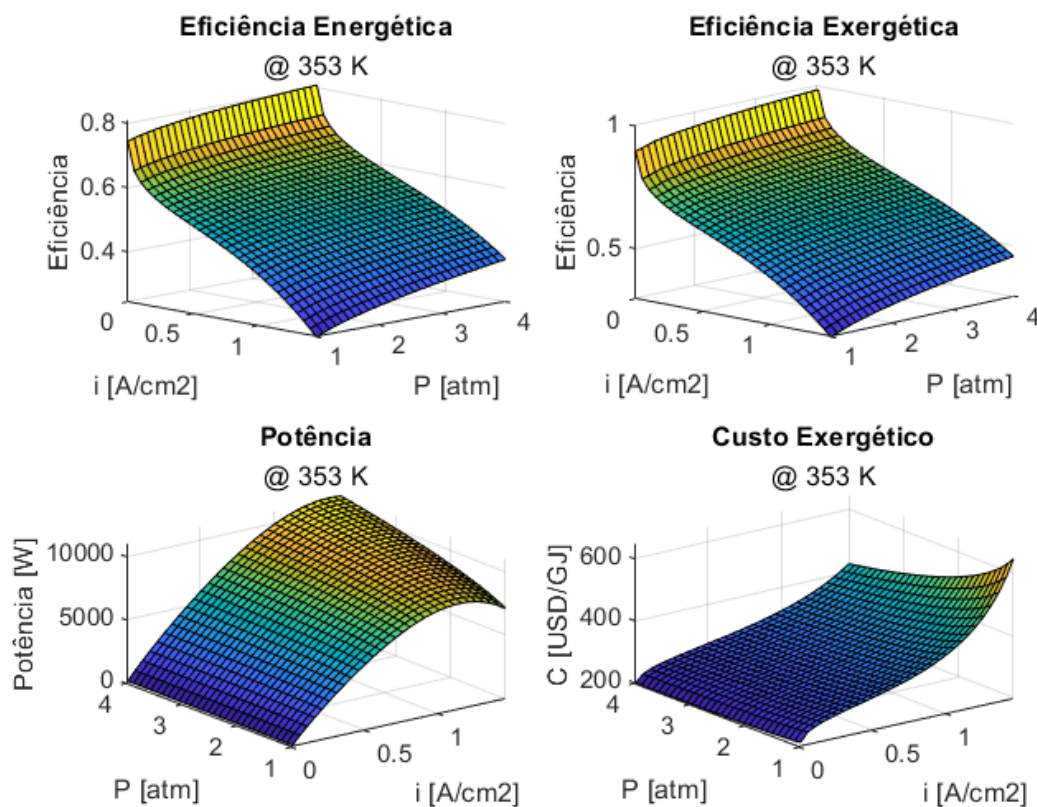 Eficiência Energética
@ 353 K
0.8
0.6
0.4
Eficiência
0
0.5
1
i [A/cm2]
1
2
3
4
P [atm]
Eficiência Exergética
@ 353 K
1
0.5
Eficiência
0
0.5
1
i [A/cm2]
1
2
3
4
P [atm]
Potência
@ 353 K
10000
5000
0
Potência [W]
4
3
2
1
P [atm]
0
0.5
1
i [A/cm2]
Custo Exergético
@ 353 K
600
400
200
C [USD/GJ]
4
3
2
1
P [atm]
0
0.5
1
i [A/cm2]